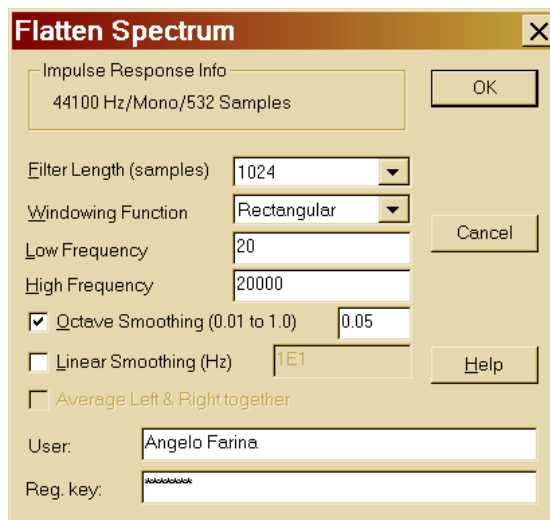 Flatten Spectrum
Impulse Response Info
44100 Hz/Mono/532 Samples
OK
Filter Length (samples) 1024
Windowing Function Rectangular
Cancel
Low Frequency 20
High Frequency 20000
Octave Smoothing (0.01 to 1.0) 0.05
Linear Smoothing (Hz) 1E1
Help
Average Left & Right together
User: Angelo Farina
Reg. key: ********